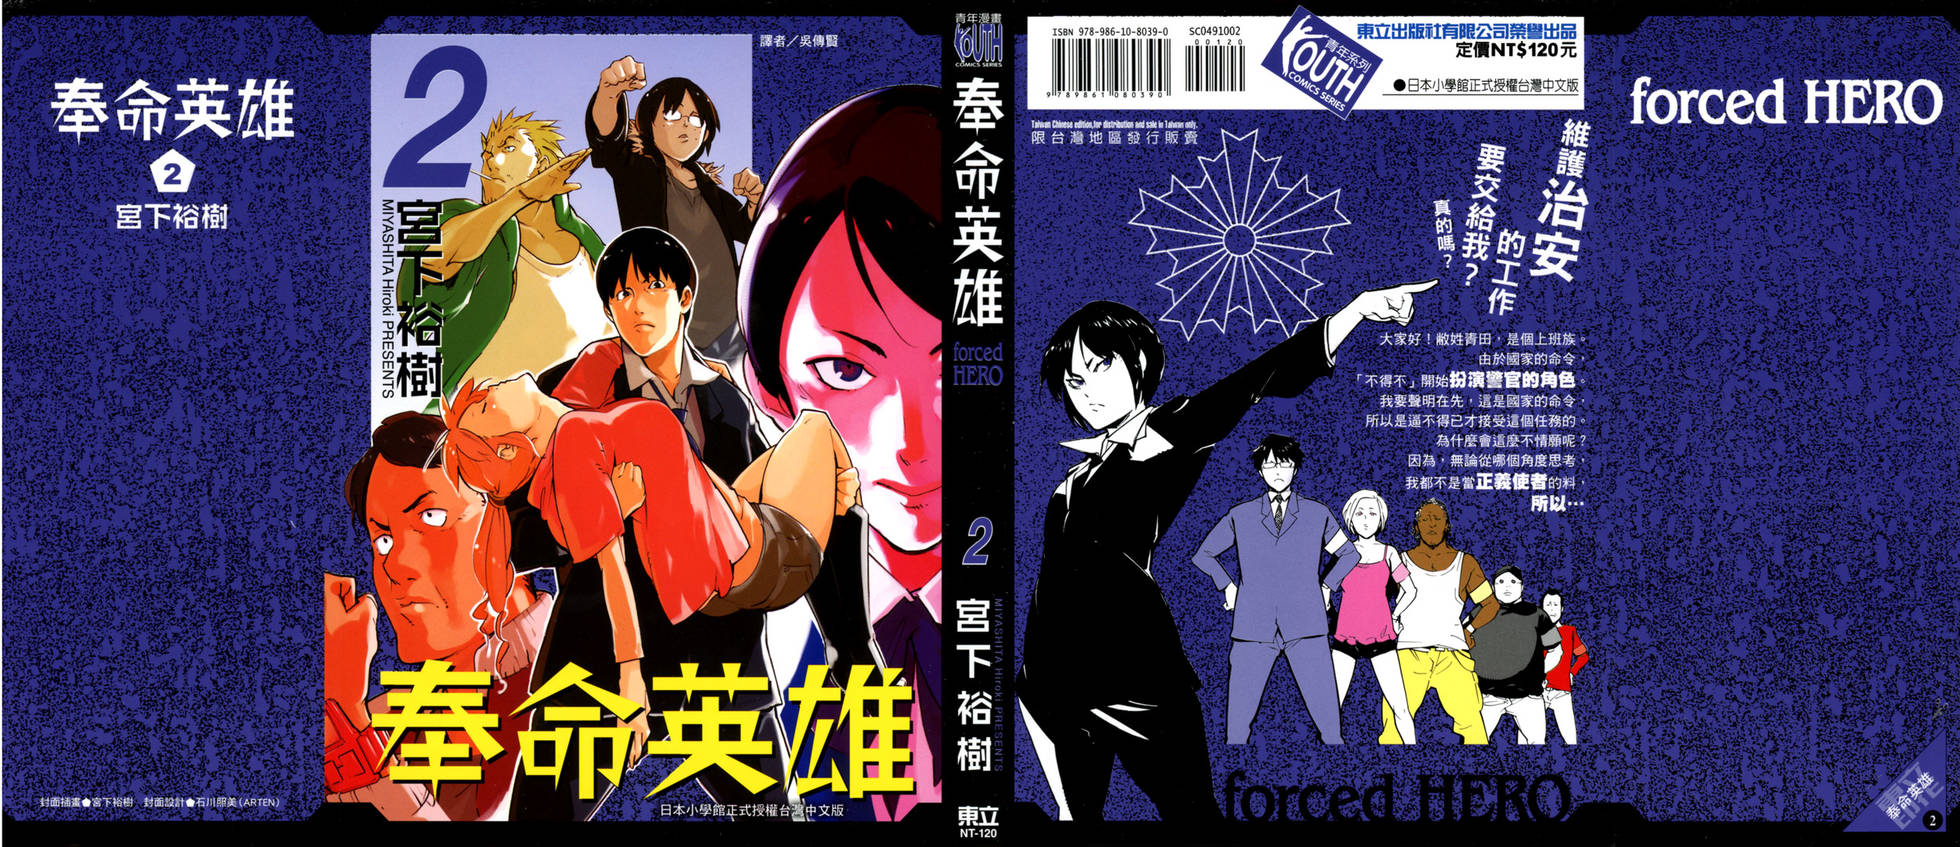 奉命英雄
2
宮下裕樹
封面插畫●宮下裕樹　封面設計●石川照美(ARTEN)
2
譯者／吳傳賢
宮下裕樹
MIYASHITA Hiroki PRESENTS
奉命英雄
日本小學館正式授權台灣中文版
青年漫畫
YOUTH
COMICS SERIES
奉命英雄
forced
HERO
2
宮下裕樹
MIYASHITA Hiroki PRESENTS
東立
NT-120
ISBN 978-986-10-8039-0
9 789861 080390
SC0491002
00120
青年系列
YOUTH
COMICS SERIES
東立出版社有限公司榮譽出品
定價NT$120元
●日本小學館正式授權台灣中文版
Taiwan Chinese edition,for distribution and sale in Taiwan only.
限台灣地區發行販賣
維護治安
的工作
要交給我？
真的嗎？
大家好！敝姓青田，是個上班族。
由於國家的命令，
「不得不」開始扮演警官的角色。
我要聲明在先，這是國家的命令，
所以是逼不得已才接受這個任務的。
為什麼會這麼不情願呢？
因為，無論從哪個角度思考，
我都不是當正義使者的料，
所以…
forced HERO
forced HERO
奉命英雄
2